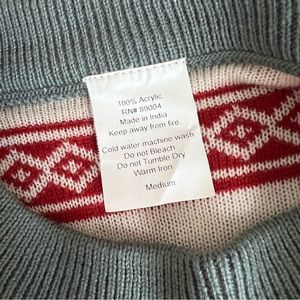 100% Acrylic
RN# 89004
Made in India
Keep away from fire.
Cold water machine wash
Do not Bleach
Do not Tumble Dry
Warm Iron
Medium